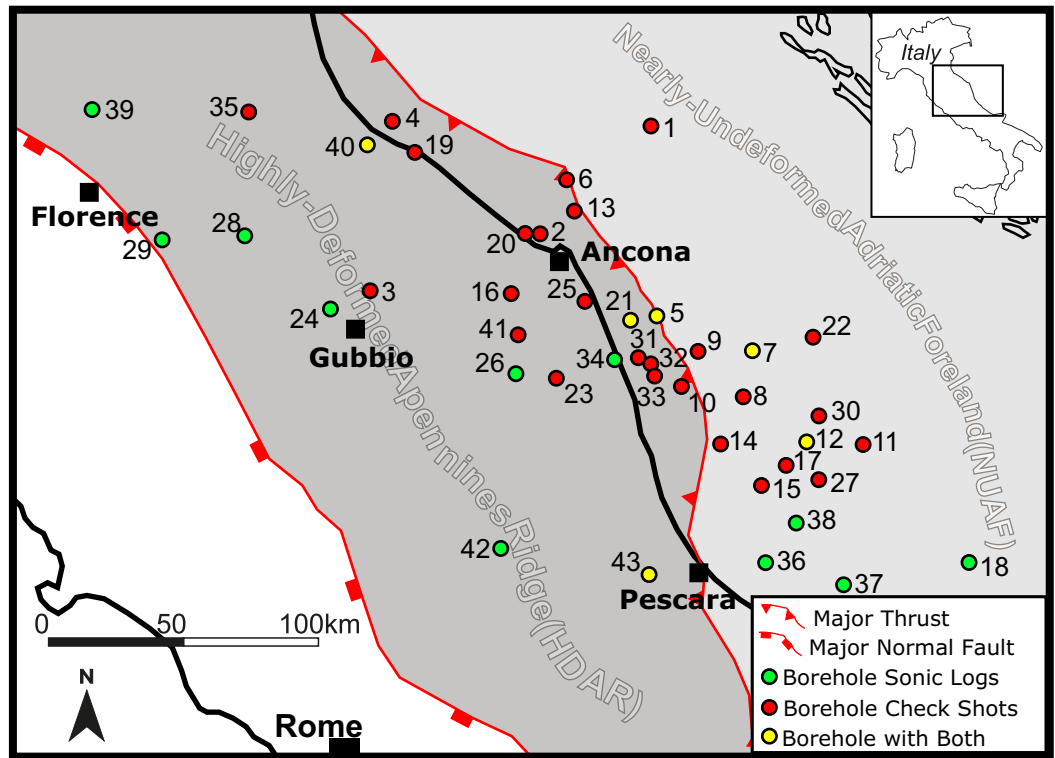 Italy
Nearly-UndeformedAdriaticForeland(NUAF)
Highly-DeformedApenninesRidge(HDAR)
39
35
4
1
40
19
6
13
Florence
29
28
20
2
Ancona
3
16
25
21
5
24
41
31
9
7
22
Gubbio
34
32
26
23
33
10
8
30
14
12
11
17
15
27
38
42
43
36
18
37
Pescara
0 50 100km
N
Rome
Major Thrust
Major Normal Fault
Borehole Sonic Logs
Borehole Check Shots
Borehole with Both